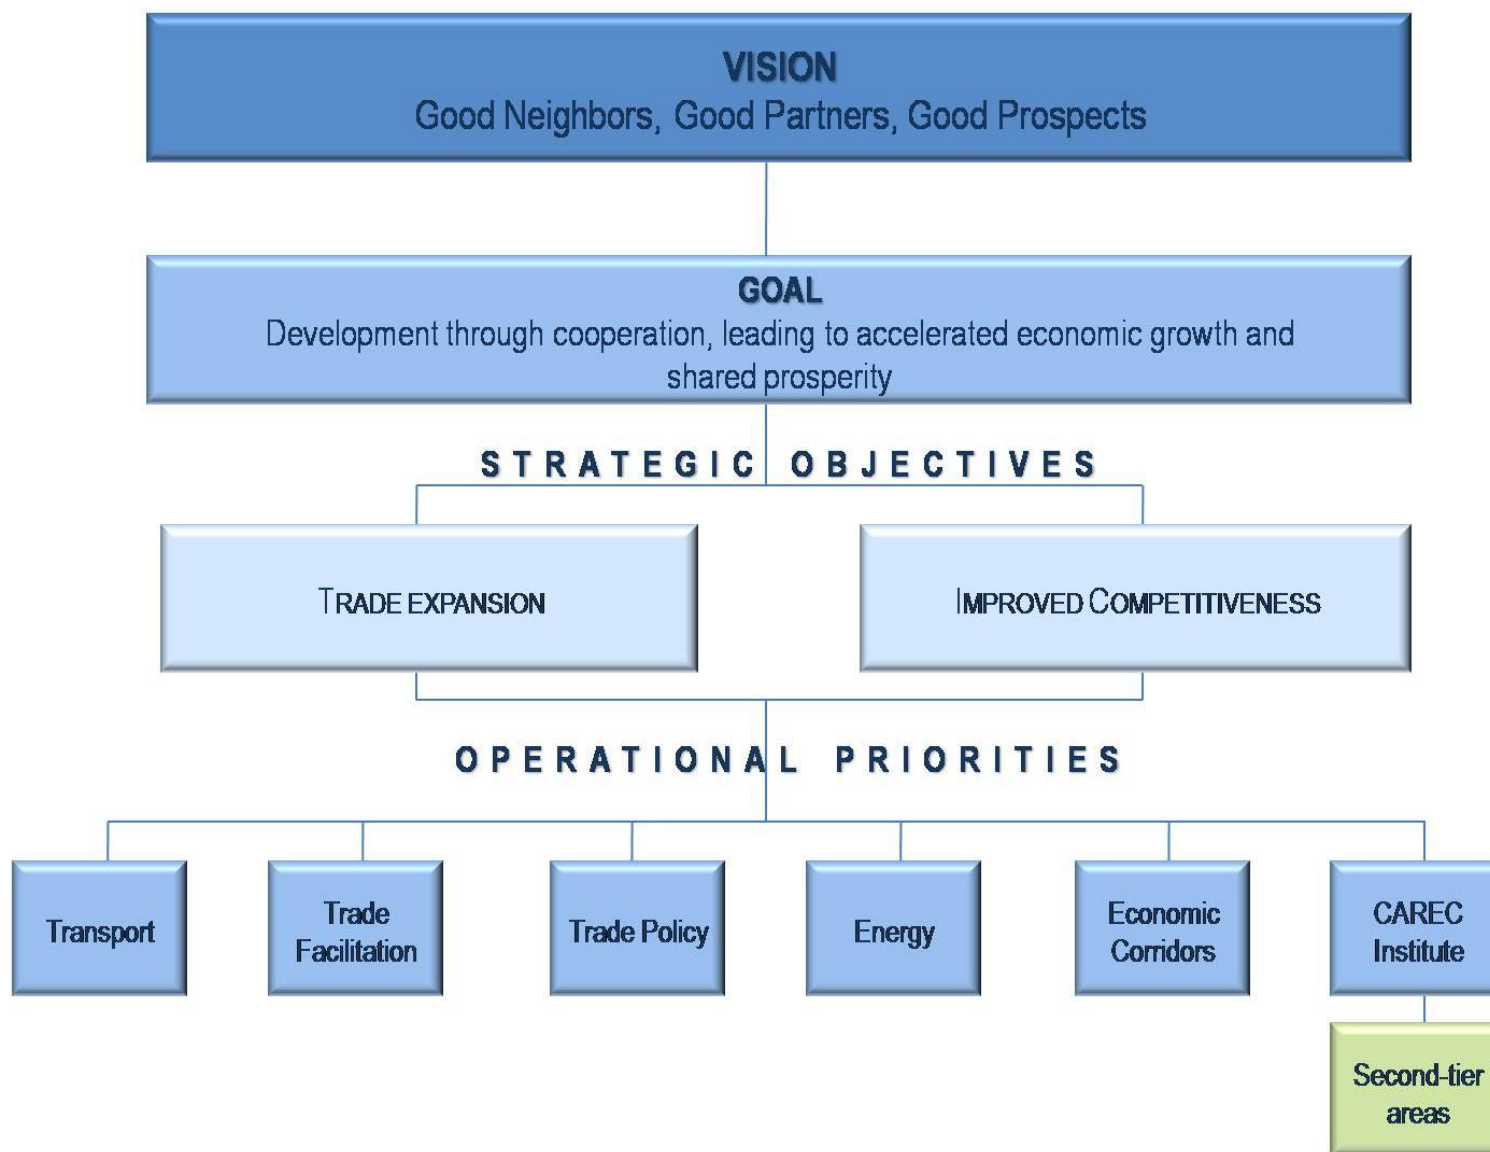 VISION
Good Neighbors, Good Partners, Good Prospects
GOAL
Development through cooperation, leading to accelerated economic growth and
shared prosperity
STRATEGIC OBJECTIVES
TRADE EXPANSION
IMPROVED COMPETITIVENESS
OPERATIONAL PRIORITIES
Transport
Trade
Facilitation
Trade Policy
Energy
Economic
Corridors
CAREC
Institute
Second-tier
areas